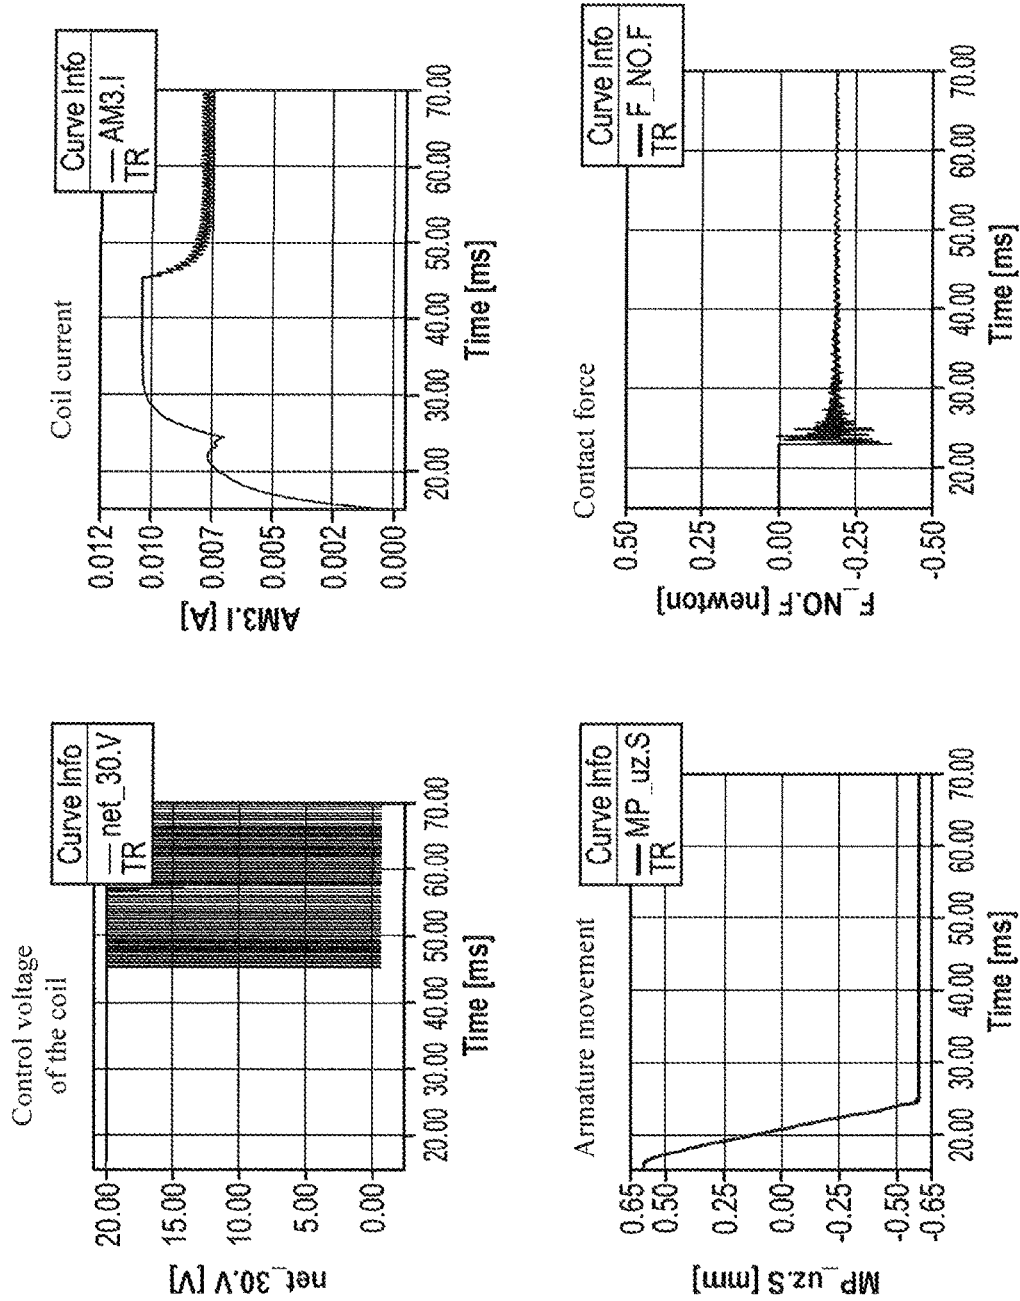 Control voltage
of the coil
Curve Info
net_30.V
TR
net_30.V [V]
20.00
15.00
10.00
5.00
0.00
20.00 30.00 40.00 50.00 60.00 70.00
Time [ms]
Coil current
Curve Info
AM3.I
TR
AM3.I [A]
0.012
0.010
0.007
0.005
0.002
0.000
20.00 30.00 40.00 50.00 60.00 70.00
Time [ms]
Armature movement
Curve Info
MP_uz.S
TR
MP_uz.S [mm]
0.65
0.50
0.25
0.00
-0.25
-0.50
-0.65
20.00 30.00 40.00 50.00 60.00 70.00
Time [ms]
Contact force
Curve Info
F_NO.F
TR
F_NO.F [newton]
0.50
0.25
0.00
-0.25
-0.50
20.00 30.00 40.00 50.00 60.00 70.00
Time [ms]